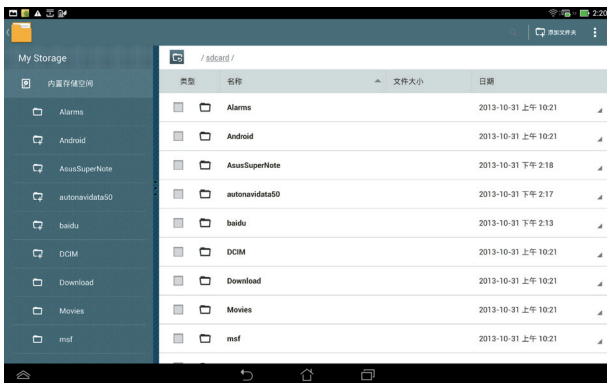 2:20
添加文件夹
My Storage
/ sdcard /
内置存储空间
类型 名称 文件大小 日期
Alarms
Android
AsusSuperNote
autonavidata50
baidu
DCIM
Download
Movies
msf
Alarms 2013-10-31 上午 10:21
Android 2013-10-31 上午 10:21
AsusSuperNote 2013-10-31 下午 2:18
autonavidata50 2013-10-31 下午 2:17
baidu 2013-10-31 下午 2:13
DCIM 2013-10-31 上午 10:21
Download 2013-10-31 上午 10:21
Movies 2013-10-31 上午 10:21
msf 2013-10-31 上午 10:21